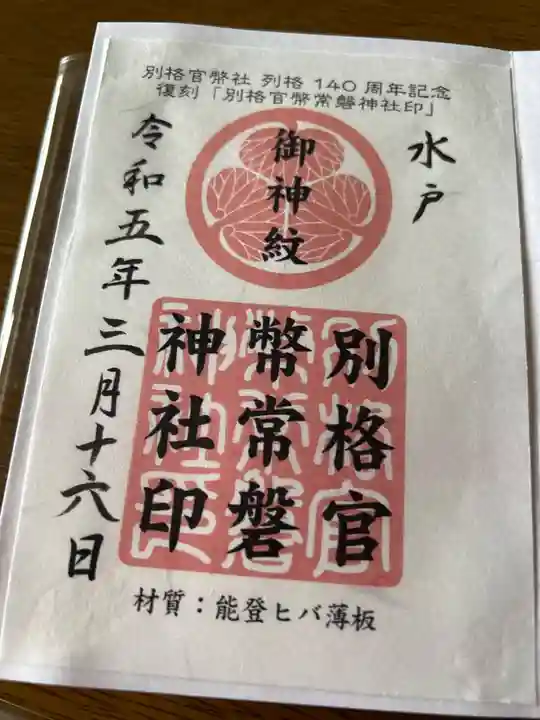 別格官幣社 列格 140 周年記念
復刻「別格官幣常磐神社印」
水戸
御神紋
別格官
幣常磐
神社印
令和五年三月十六日
材質：能登ヒバ薄板